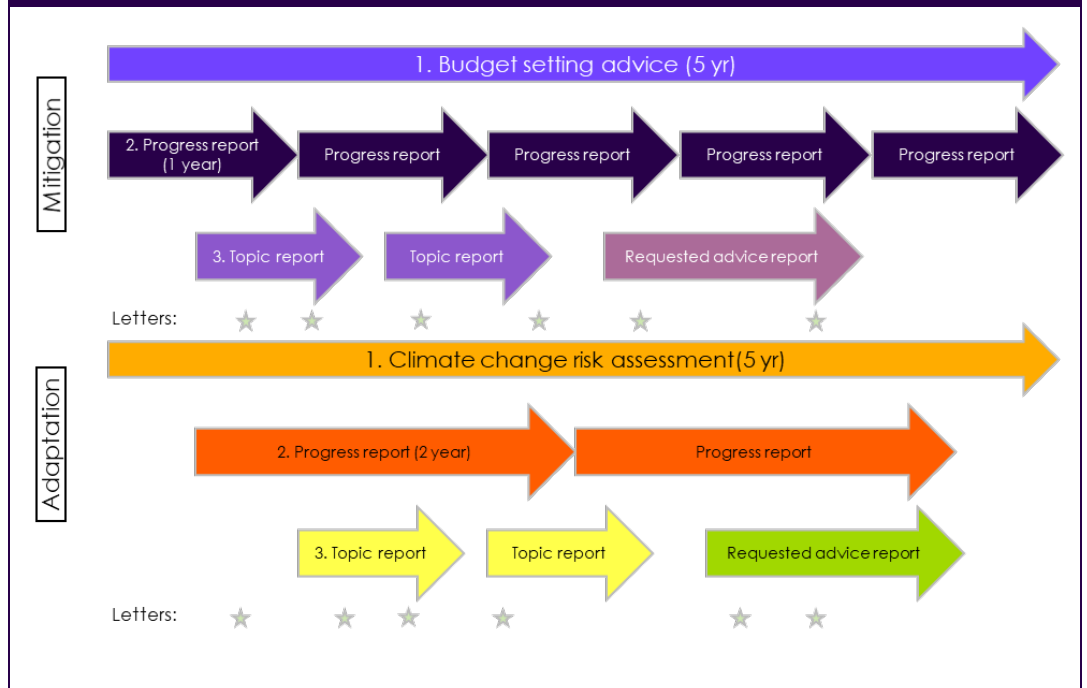 Mitigation
1. Budget setting advice (5 yr)
2. Progress report
(1 year)
Progress report
Progress report
Progress report
Progress report
3. Topic report
Topic report
Requested advice report
Letters:
Adaptation
1. Climate change risk assessment(5 yr)
2. Progress report (2 year)
Progress report
3. Topic report
Topic report
Requested advice report
Letters: